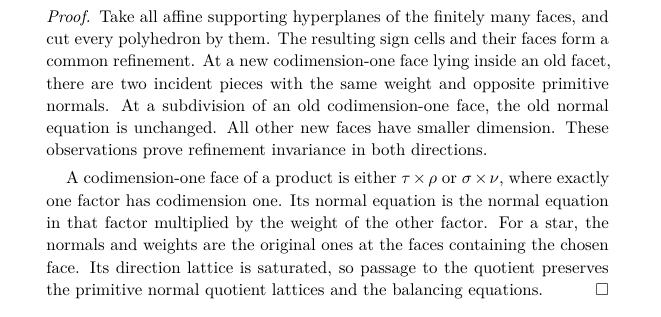 Proof. Take all affine supporting hyperplanes of the finitely many faces, and
cut every polyhedron by them. The resulting sign cells and their faces form a
common refinement. At a new codimension-one face lying inside an old facet,
there are two incident pieces with the same weight and opposite primitive
normals. At a subdivision of an old codimension-one face, the old normal
equation is unchanged. All other new faces have smaller dimension. These
observations prove refinement invariance in both directions.
A codimension-one face of a product is either τ × ρ or σ × ν, where exactly
one factor has codimension one. Its normal equation is the normal equation
in that factor multiplied by the weight of the other factor. For a star, the
normals and weights are the original ones at the faces containing the chosen
face. Its direction lattice is saturated, so passage to the quotient preserves
the primitive normal quotient lattices and the balancing equations. □